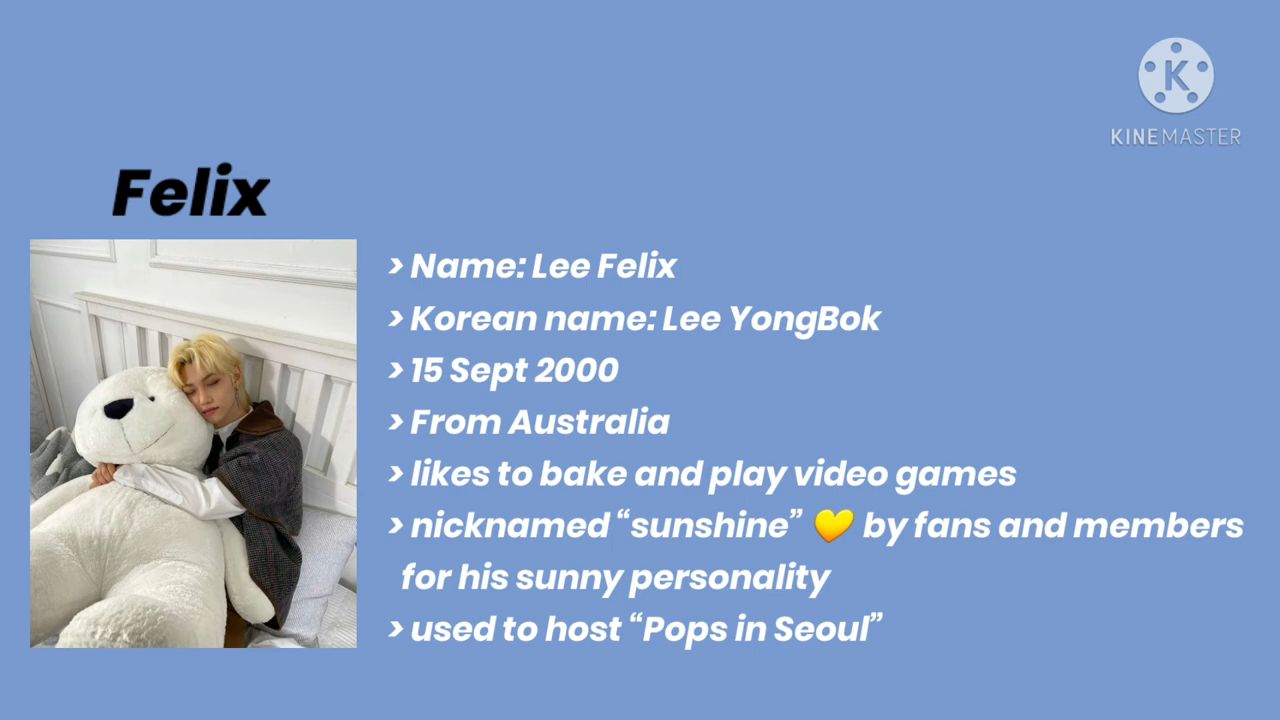 KINEMASTER
Felix
> Name: Lee Felix
> Korean name: Lee YongBok
> 15 Sept 2000
> From Australia
> likes to bake and play video games
> nicknamed “sunshine” 💛 by fans and members
for his sunny personality
> used to host “Pops in Seoul”